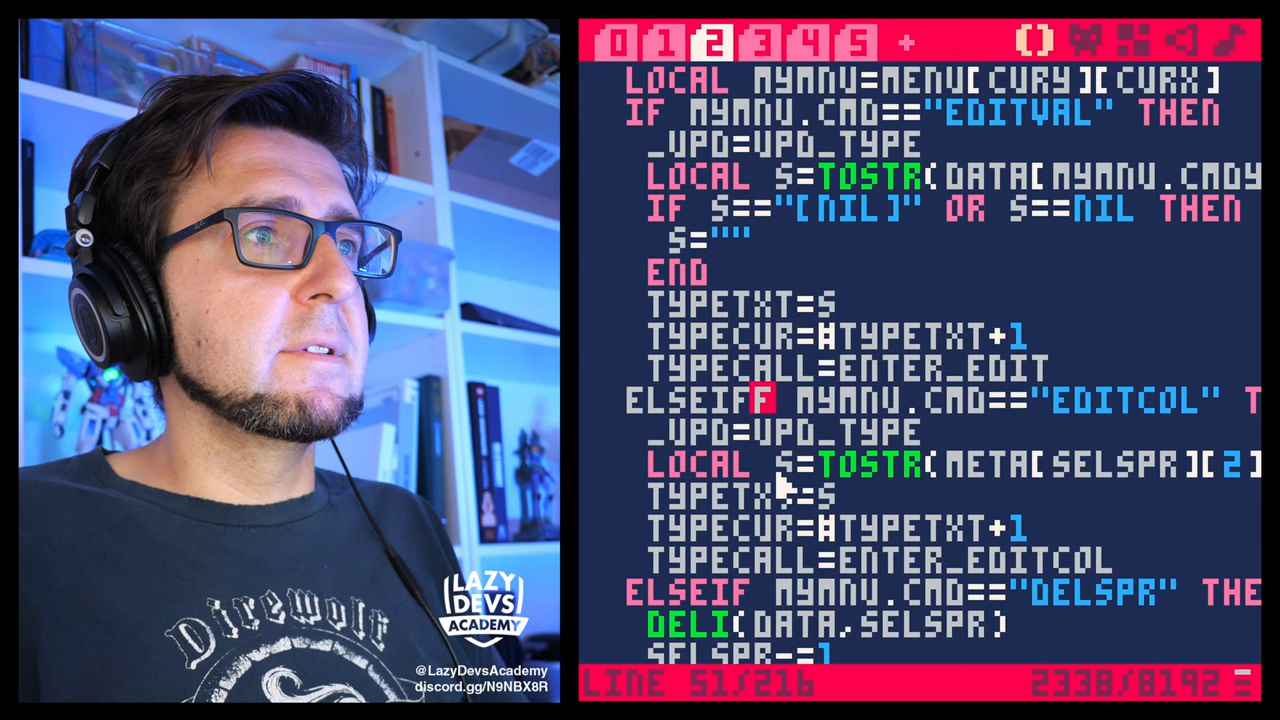 Direwolf
LAZY
DEVS
ACADEMY
@LazyDevsAcademy
discord.gg/N9NBX8R
0 1 2 3 4 5 +
LOCAL MYMNU=MENU[CURY][CURX]
IF MYMNU.CMD=="EDITVAL" THEN
_UPD=UPD_TYPE
LOCAL S=TOSTR(DATA[MYMNU.CMDY
IF S=="[NIL]" OR S==NIL THEN
S=""
END
TYPETXT=S
TYPECUR=#TYPETXT+1
TYPECALL=ENTER_EDIT
ELSEIFF MYMNU.CMD=="EDITCOL" T
_UPD=UPD_TYPE
LOCAL S=TOSTR(META[SELSPR][2]
TYPETXT=S
TYPECUR=#TYPETXT+1
TYPECALL=ENTER_EDITCOL
ELSEIF MYMNU.CMD=="DELSPR" THE
DELI(DATA,SELSPR)
SELSPR-=1
LINE 51/216
2338/8192